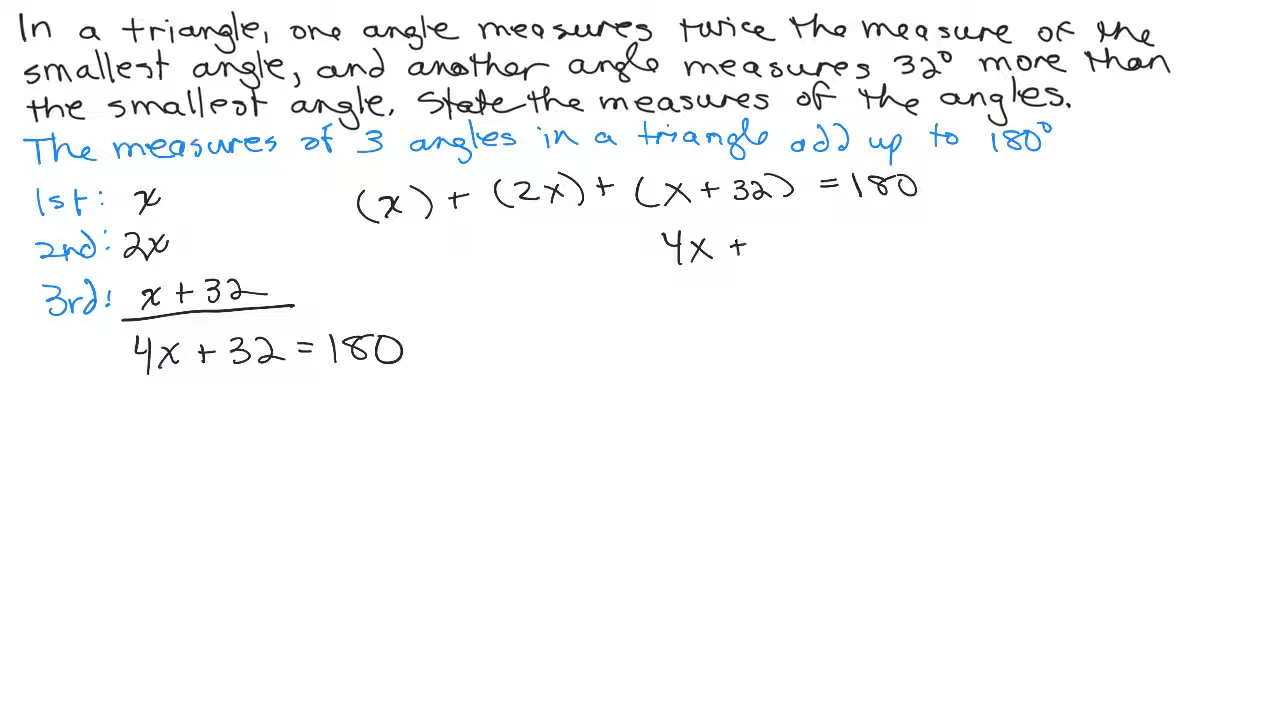 In a triangle, one angle measures twice the measure of the
smallest angle, and another angle measures 32° more than
the smallest angle. State the measures of the angles.
The measures of 3 angles in a triangle add up to 180°
1st: x (x) + (2x) + (x + 32) = 180
2nd: 2x 4x +
3rd: x + 32
4x + 32 = 180